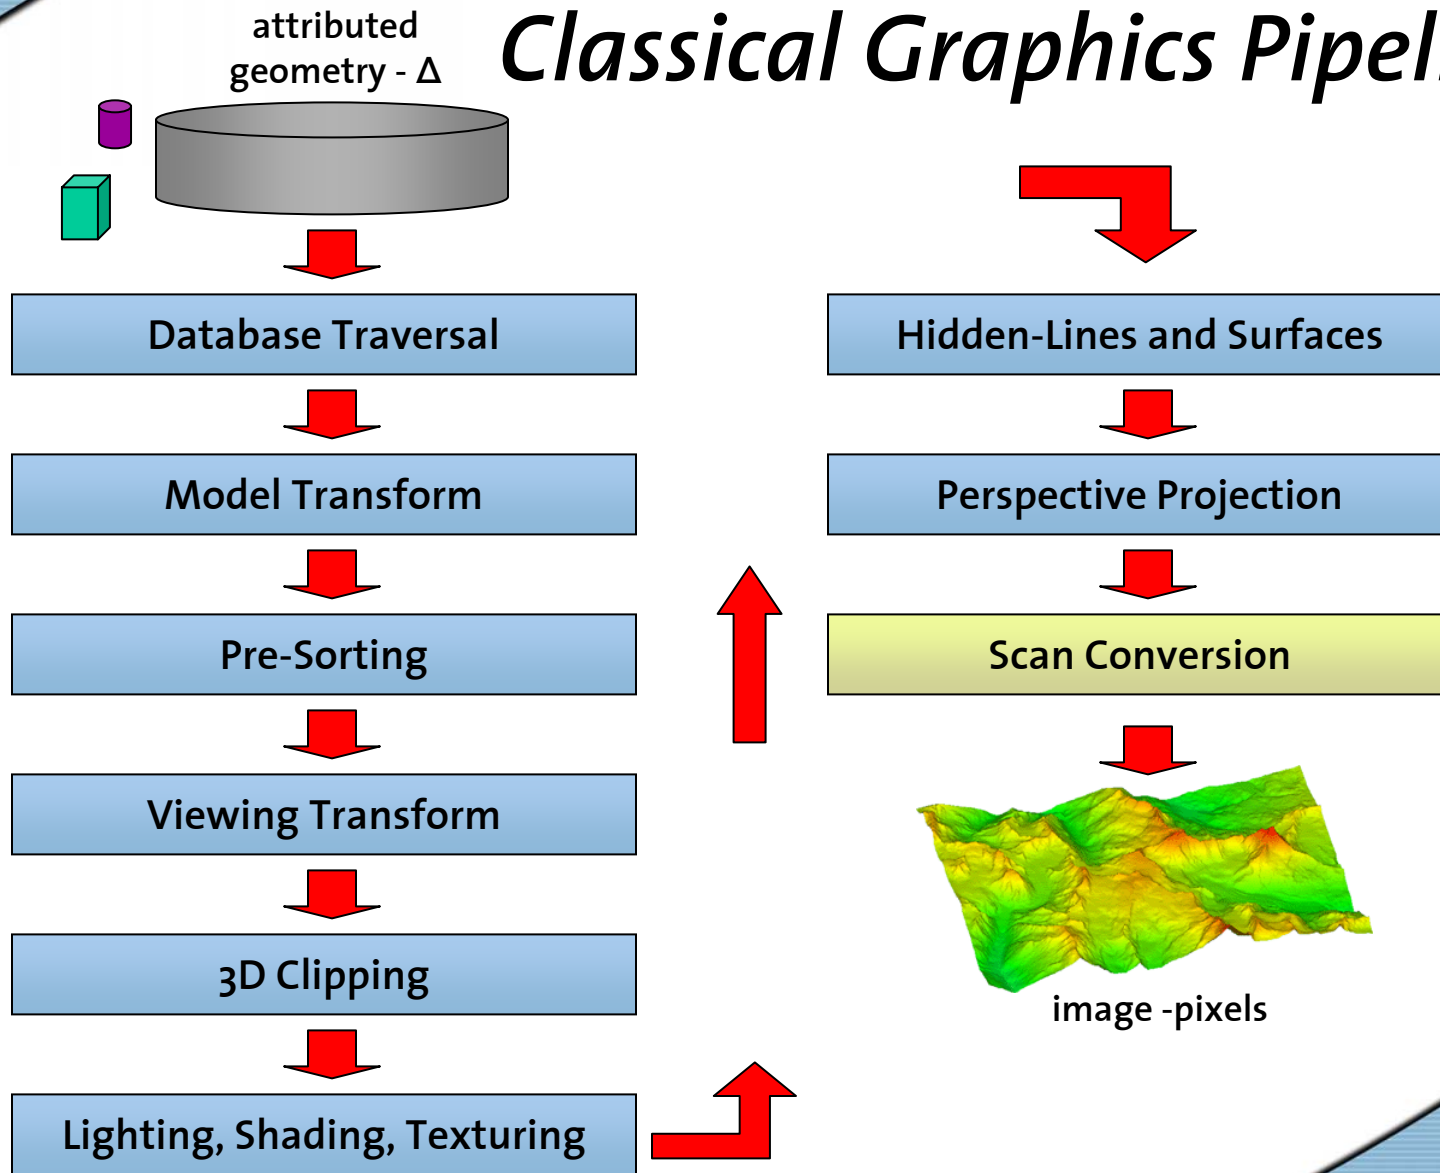 attributed
geometry - Δ
Classical Graphics Pipel
Database Traversal
Model Transform
Pre-Sorting
Viewing Transform
3D Clipping
Lighting, Shading, Texturing
Hidden-Lines and Surfaces
Perspective Projection
Scan Conversion
image -pixels